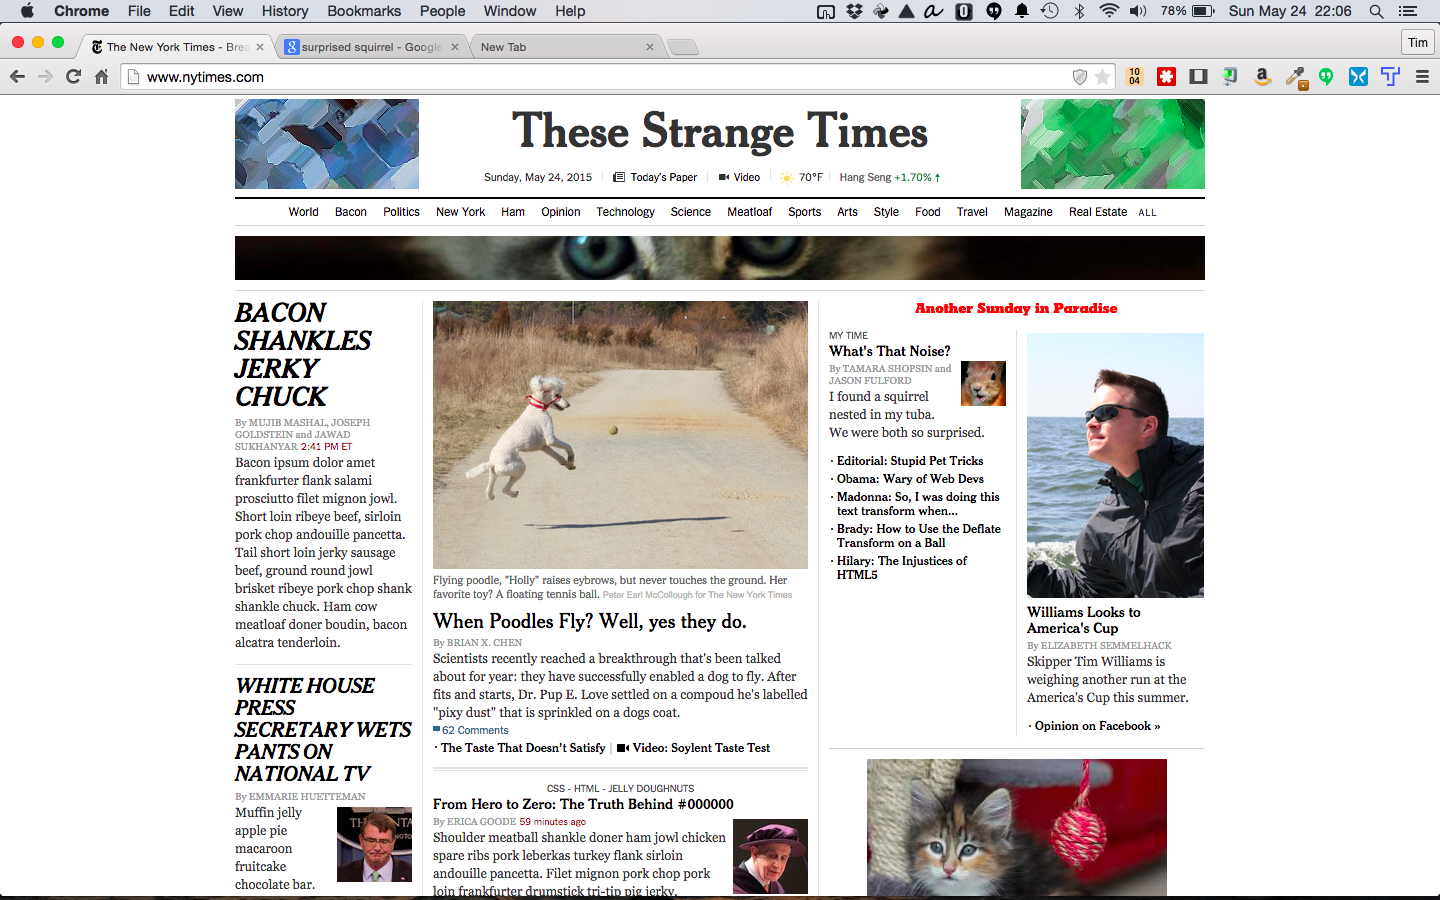 Chrome File Edit View History Bookmarks People Window Help 78% Sun May 24 22:06
The New York Times - Brea
surprised squirrel - Google
New Tab
Tim
www.nytimes.com
10
04
These Strange Times
Sunday, May 24, 2015 Today's Paper Video 70°F Hang Seng +1.70% ↑
World Bacon Politics New York Ham Opinion Technology Science Meatloaf Sports Arts Style Food Travel Magazine Real Estate ALL
BACON
SHANKLES
JERKY
CHUCK
By MUJIB MASHAL, JOSEPH
GOLDSTEIN and JAWAD
SUKHANYAR 2:41 PM ET
Bacon ipsum dolor amet
frankfurter flank salami
prosciutto filet mignon jowl.
Short loin ribeye beef, sirloin
pork chop andouille pancetta.
Tail short loin jerky sausage
beef, ground round jowl
brisket ribeye pork chop shank
shankle chuck. Ham cow
meatloaf doner boudin, bacon
alcatra tenderloin.
WHITE HOUSE
PRESS
SECRETARY WETS
PANTS ON
NATIONAL TV
By EMMARIE HUETTEMAN
Muffin jelly
apple pie
macaroon
fruitcake
chocolate bar.
Flying poodle, "Holly" raises eybrows, but never touches the ground. Her
favorite toy? A floating tennis ball. Peter Earl McCollough for The New York Times
When Poodles Fly? Well, yes they do.
By BRIAN X. CHEN
Scientists recently reached a breakthrough that's been talked
about for year: they have successfully enabled a dog to fly. After
fits and starts, Dr. Pup E. Love settled on a compoud he's labelled
"pixy dust" that is sprinkled on a dogs coat.
62 Comments
· The Taste That Doesn't Satisfy | Video: Soylent Taste Test
CSS - HTML - JELLY DOUGHNUTS
From Hero to Zero: The Truth Behind #000000
By ERICA GOODE 59 minutes ago
Shoulder meatball shankle doner ham jowl chicken
spare ribs pork leberkas turkey flank sirloin
andouille pancetta. Filet mignon pork chop pork
loin frankfurter drumstick tri-tip pig jerky.
Another Sunday in Paradise
MY TIME
What's That Noise?
By TAMARA SHOPSIN and
JASON FULFORD
I found a squirrel
nested in my tuba.
We were both so surprised.
· Editorial: Stupid Pet Tricks
· Obama: Wary of Web Devs
· Madonna: So, I was doing this
text transform when...
· Brady: How to Use the Deflate
Transform on a Ball
· Hilary: The Injustices of
HTML5
Williams Looks to
America's Cup
By ELIZABETH SEMMELHACK
Skipper Tim Williams is
weighing another run at the
America's Cup this summer.
· Opinion on Facebook »